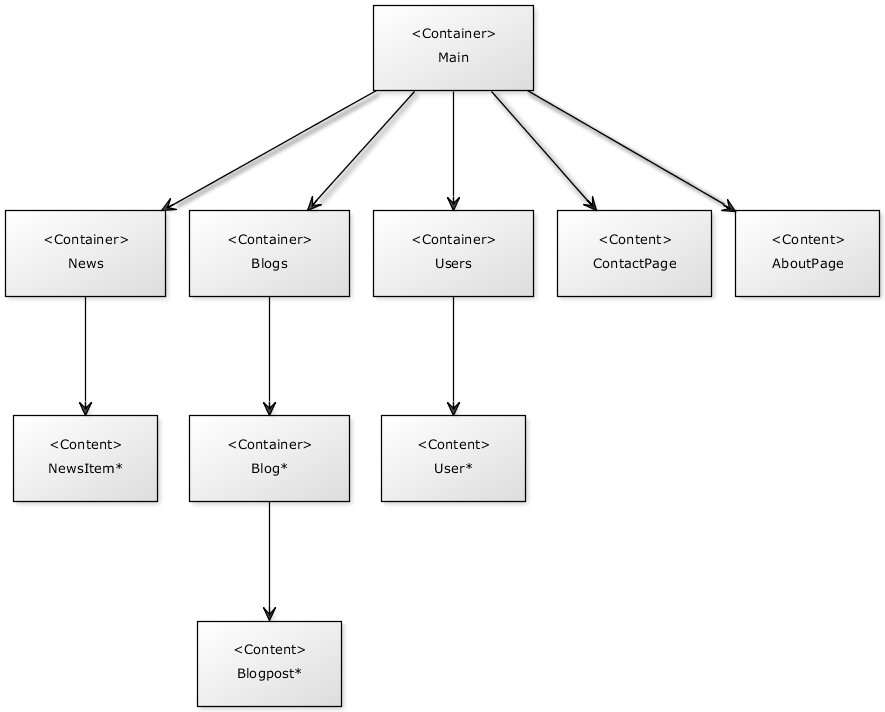 <Container>
Main
<Container>
News
<Container>
Blogs
<Container>
Users
<Content>
ContactPage
<Content>
AboutPage
<Content>
NewsItem*
<Container>
Blog*
<Content>
User*
<Content>
Blogpost*